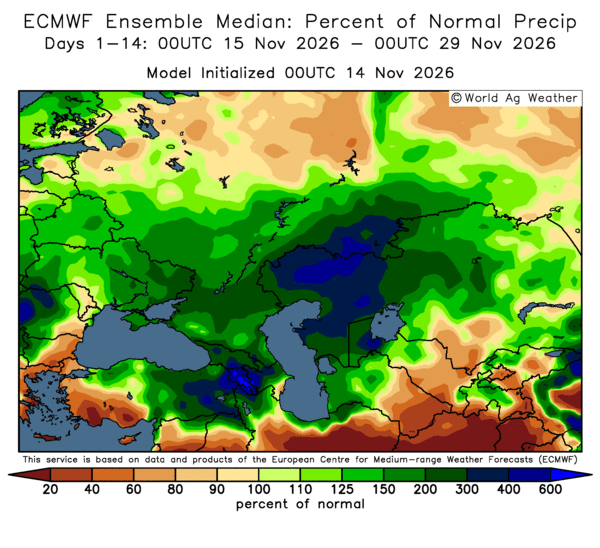 ECMWF Ensemble Median: Percent of Normal Precip
Days 1-14: 00UTC 15 Nov 2026 - 00UTC 29 Nov 2026
Model Initialized 00UTC 14 Nov 2026
©World Ag Weather
This service is based on data and products of the European Centre for Medium-range Weather Forecasts (ECMWF)
20 40 60 80 90 100 110 125 150 200 300 400 600
percent of normal